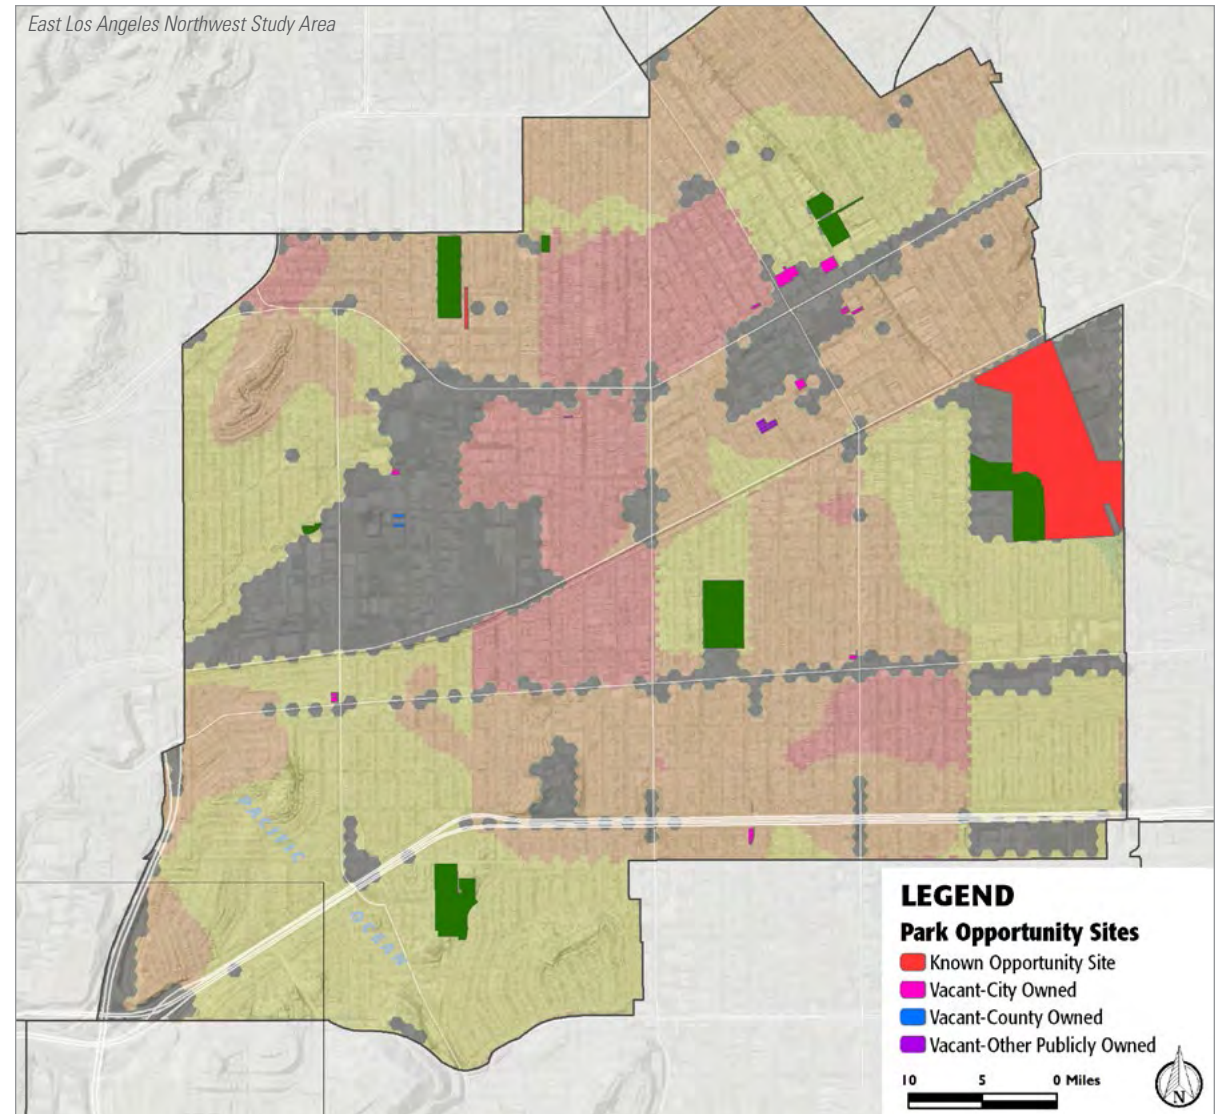 East Los Angeles Northwest Study Area
PACIFIC
OCEAN
LEGEND
Park Opportunity Sites
Known Opportunity Site
Vacant-City Owned
Vacant-County Owned
Vacant-Other Publicly Owned
10 5 0 Miles
N